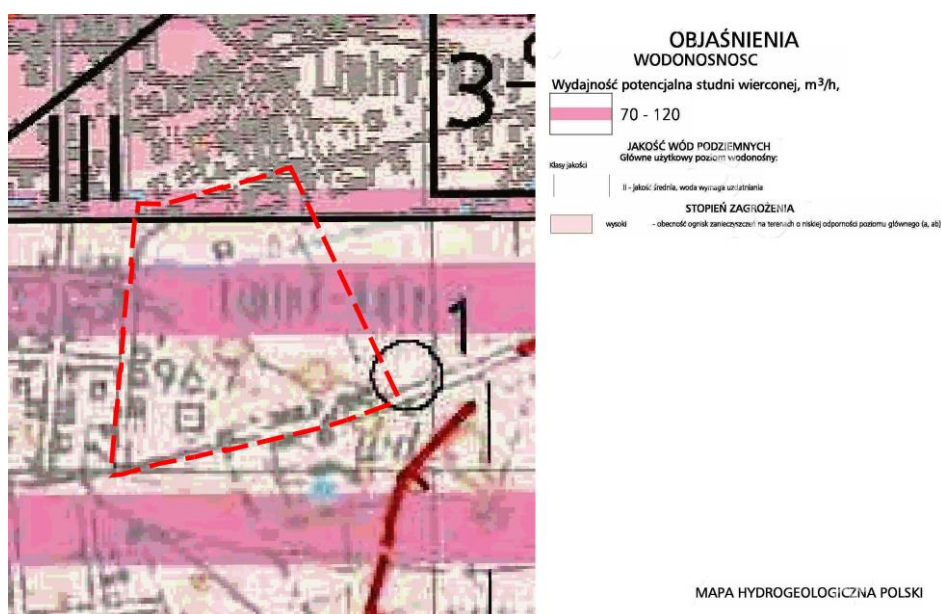 OBJAŚNIENIA
WODONOSNOSC
Wydajność potencjalna studni wierconej, m³/h,
70 - 120
JAKOŚĆ WÓD PODZIEMNYCH
Główne użytkowy poziom wodonośny:
Klasy jakości
II - jakość średnia, woda wymaga uzdatniania
STOPIEŃ ZAGROŻENIA
wysoki - obecność ognisk zanieczyszczeń na terenach o niskiej odporności poziomu głównego (a, ab)
III
3
1
896
MAPA HYDROGEOLOGICZNA POLSKI